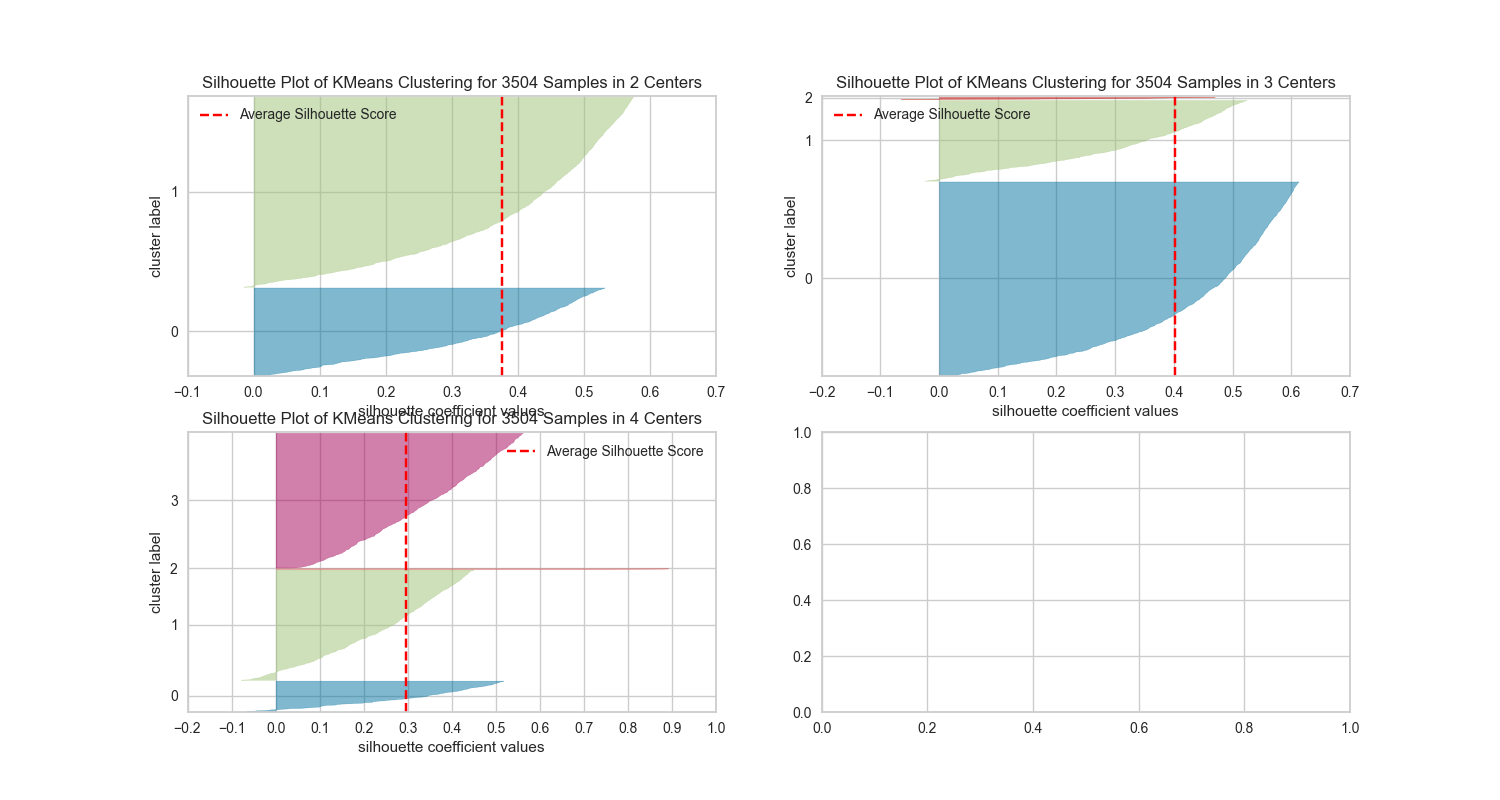 Silhouette Plot of KMeans Clustering for 3504 Samples in 2 Centers
Average Silhouette Score
cluster label
1
0
−0.1 0.0 0.1 0.2 0.3 0.4 0.5 0.6 0.7
silhouette coefficient values
Silhouette Plot of KMeans Clustering for 3504 Samples in 3 Centers
Average Silhouette Score
cluster label
2
1
0
−0.2 −0.1 0.0 0.1 0.2 0.3 0.4 0.5 0.6 0.7
silhouette coefficient values
Silhouette Plot of KMeans Clustering for 3504 Samples in 4 Centers
Average Silhouette Score
cluster label
3
2
1
0
−0.2 −0.1 0.0 0.1 0.2 0.3 0.4 0.5 0.6 0.7 0.8 0.9 1.0
silhouette coefficient values
1.0
0.8
0.6
0.4
0.2
0.0
0.0 0.2 0.4 0.6 0.8 1.0